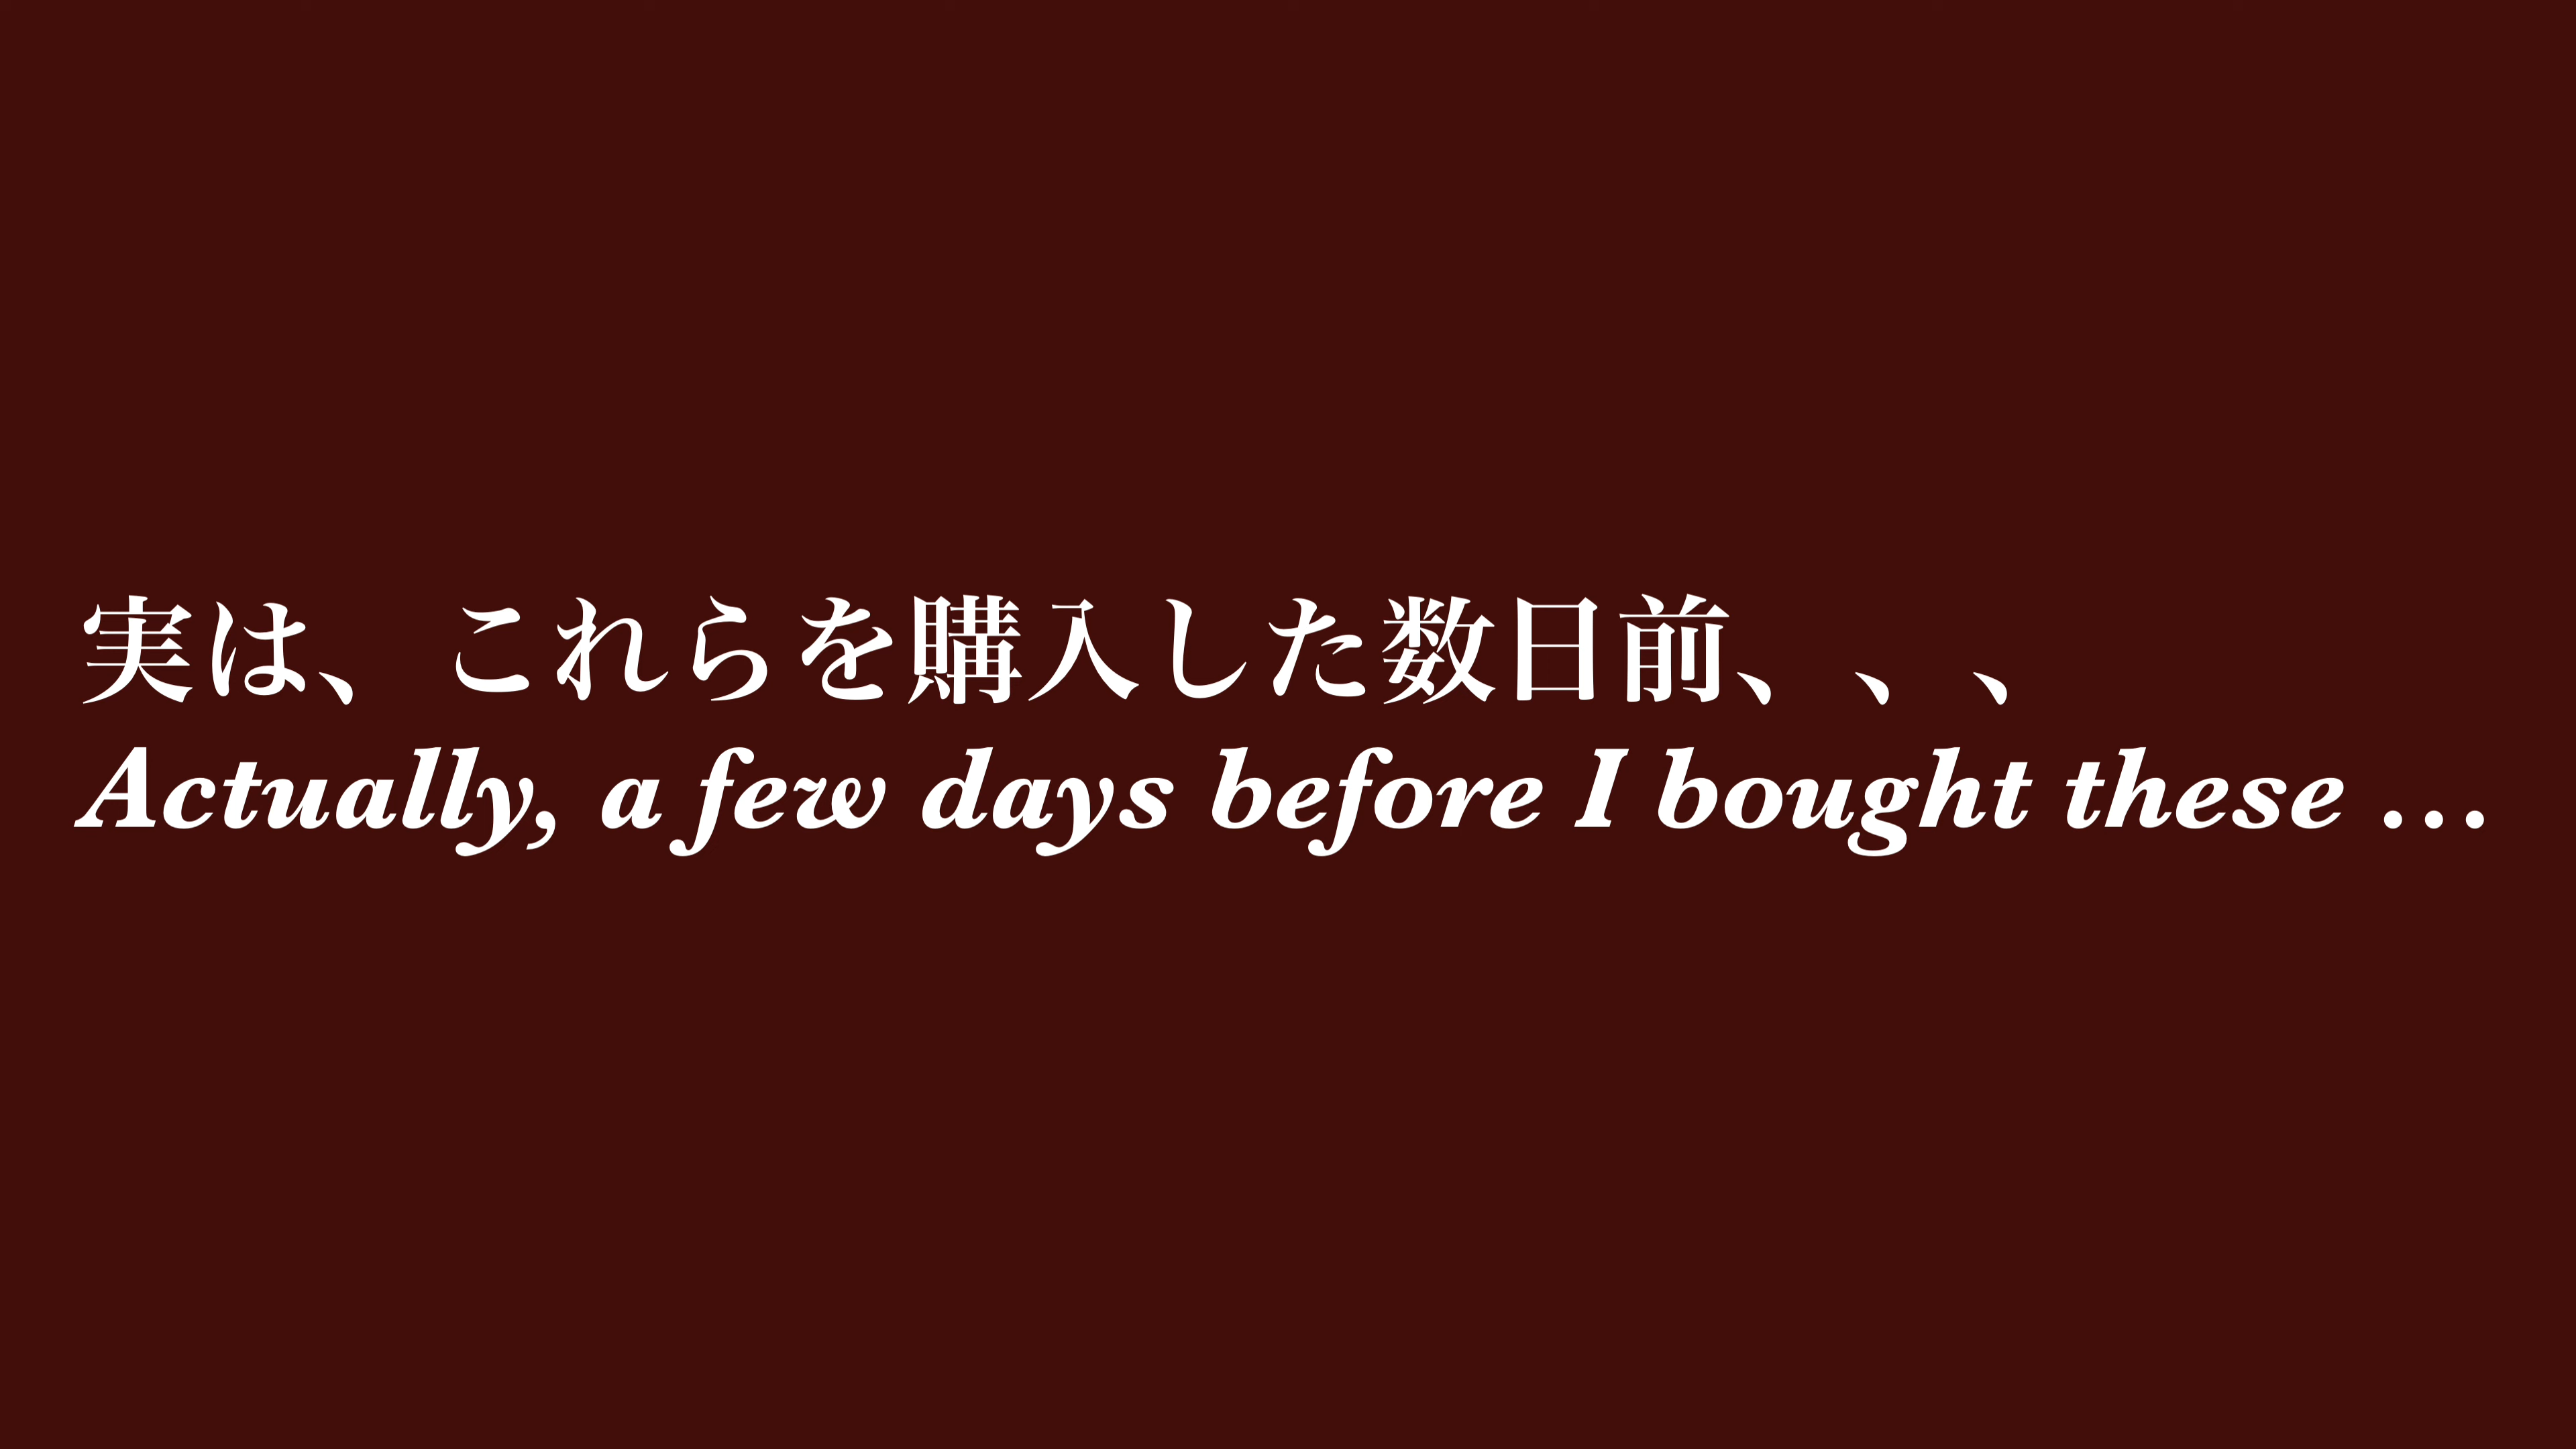 実は、これらを購入した数日前、、、
Actually, a few days before I bought these ...